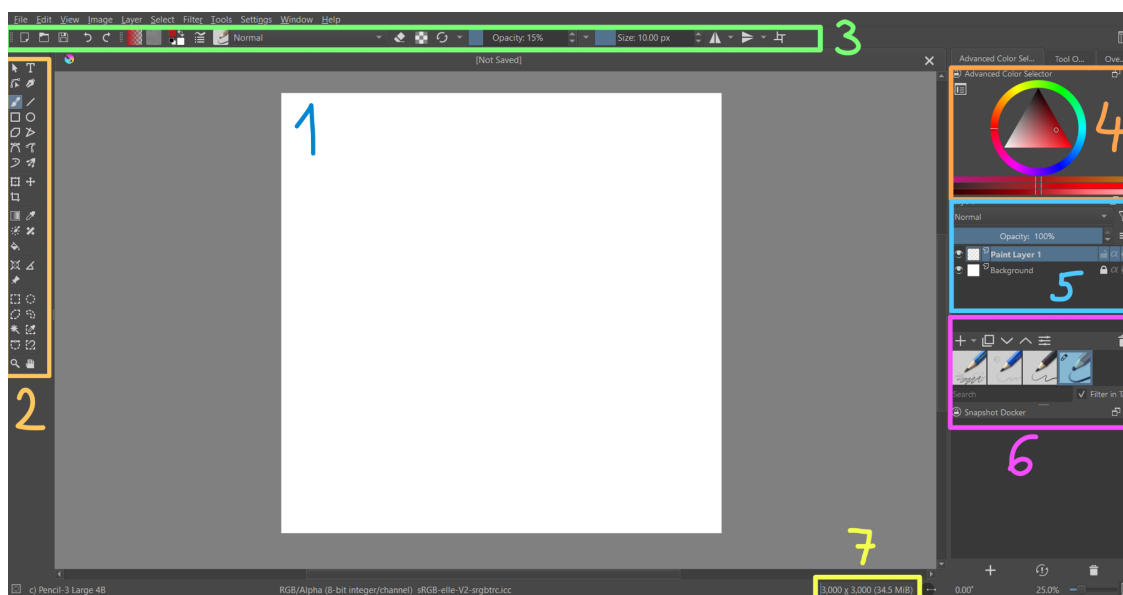 File Edit View Image Layer Select Filter Tools Settings Window Help
Normal Opacity: 15% Size: 10.00 px
3
[Not Saved]
Advanced Color Sel... Tool O... Ove...
Advanced Color Selector
1
4
Normal
Opacity: 100%
Paint Layer 1
Background
5
2
Search Filter in T
Snapshot Docker
6
7
c) Pencil-3 Large 4B RGB/Alpha (8-bit integer/channel) sRGB-elle-V2-srgbtrc.icc 3,000 x 3,000 (34.5 MiB) 0.00° 25.0%